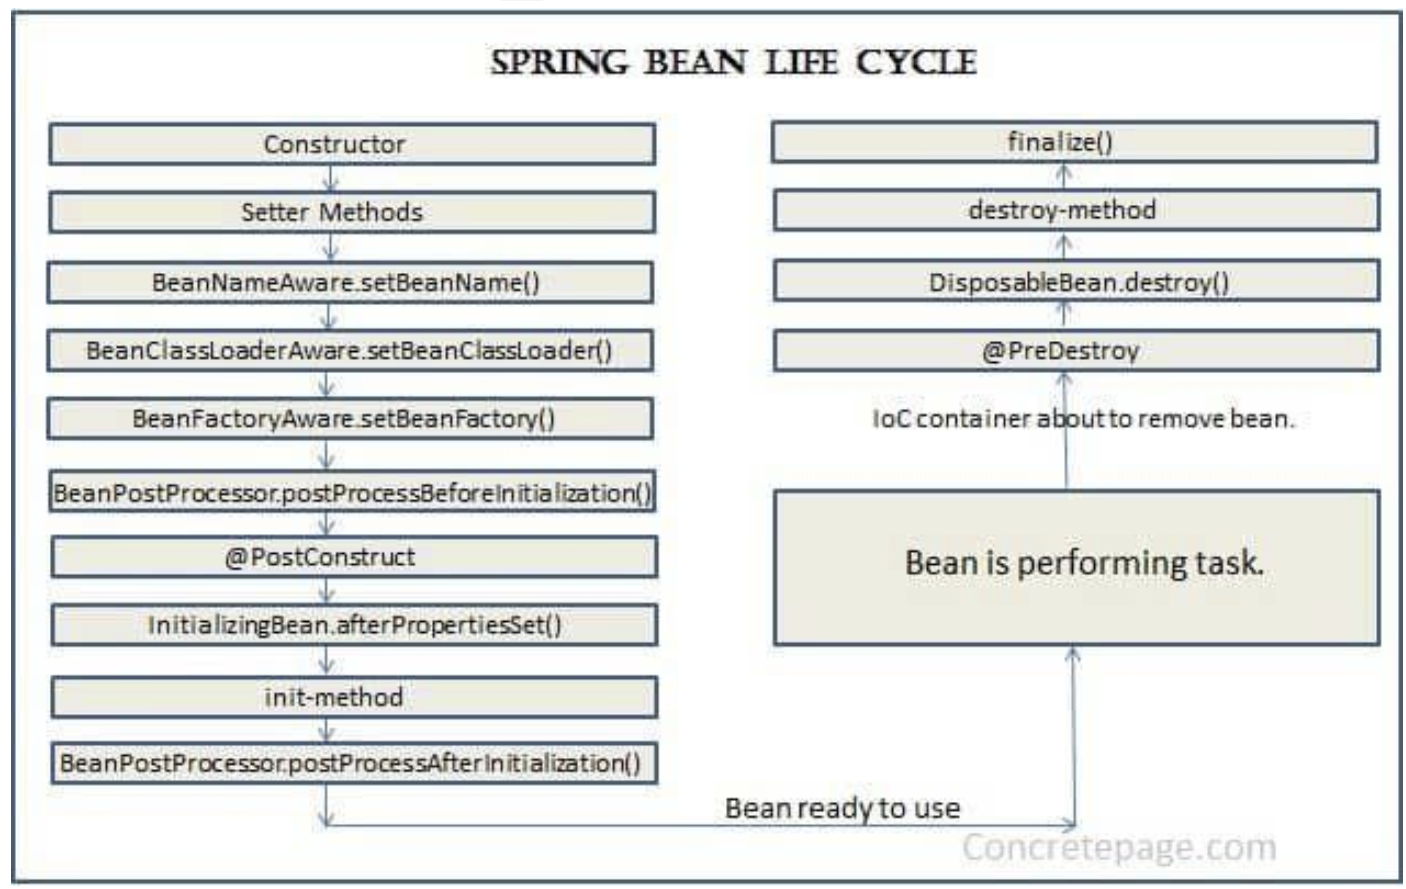 SPRING BEAN LIFE CYCLE
Constructor
Setter Methods
BeanNameAware.setBeanName()
BeanClassLoaderAware.setBeanClassLoader()
BeanFactoryAware.setBeanFactory()
BeanPostProcessor.postProcessBeforeInitialization()
@PostConstruct
InitializingBean.afterPropertiesSet()
init-method
BeanPostProcessor.postProcessAfterInitialization()
Bean ready to use
Bean is performing task.
IoC container about to remove bean.
@PreDestroy
DisposableBean.destroy()
destroy-method
finalize()
Concretepage.com